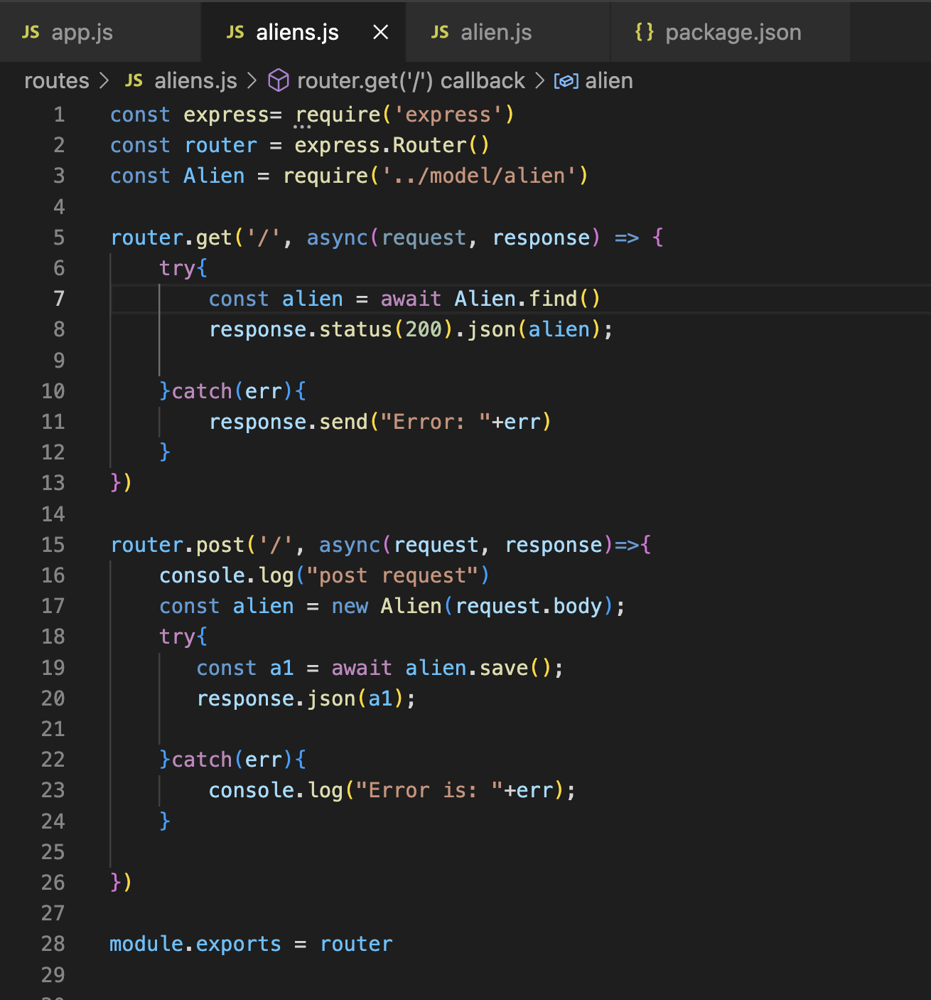 JS app.js JS aliens.js × JS alien.js {} package.json
routes > JS aliens.js > router.get('/') callback > alien
1 const express= require('express')
2 const router = express.Router()
3 const Alien = require('../model/alien')
4
5 router.get('/', async(request, response) => {
6     try{
7         const alien = await Alien.find()
8         response.status(200).json(alien);
9
10     }catch(err){
11         response.send("Error: "+err)
12     }
13 })
14
15 router.post('/', async(request, response)=>{
16     console.log("post request")
17     const alien = new Alien(request.body);
18     try{
19        const a1 = await alien.save();
20        response.json(a1);
21
22     }catch(err){
23         console.log("Error is: "+err);
24     }
25
26 })
27
28 module.exports = router
29